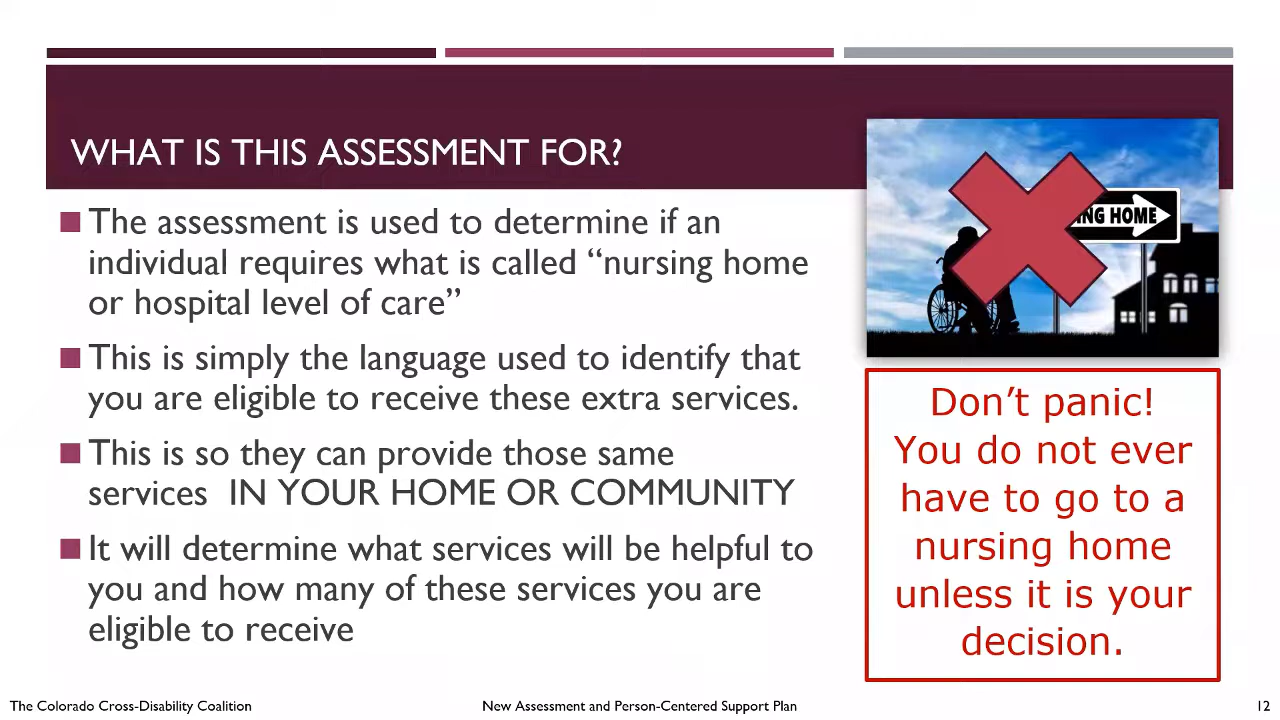 WHAT IS THIS ASSESSMENT FOR?
The assessment is used to determine if an
individual requires what is called “nursing home
or hospital level of care”
This is simply the language used to identify that
you are eligible to receive these extra services.
This is so they can provide those same
services  IN YOUR HOME OR COMMUNITY
It will determine what services will be helpful to
you and how many of these services you are
eligible to receive
HOME
Don’t panic!
You do not ever
have to go to a
nursing home
unless it is your
decision.
The Colorado Cross-Disability Coalition
New Assessment and Person-Centered Support Plan
12